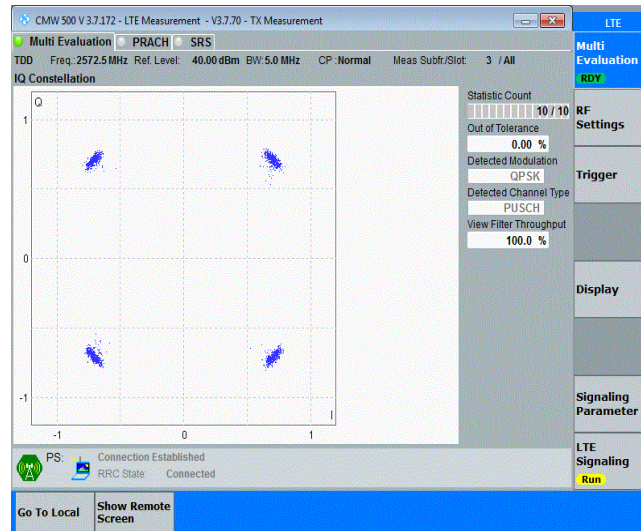 CMW 500 V 3.7.172 - LTE Measurement - V3.7.70 - TX Measurement
LTE
Multi Evaluation PRACH SRS
TDD Freq.:2572.5 MHz Ref. Level: 40.00 dBm BW:5.0 MHz CP:Normal Meas Subfr./Slot: 3 / All
IQ Constellation
Q
1
0
-1
-1 0 1
I
Statistic Count
10 / 10
Out of Tolerance
0.00 %
Detected Modulation
QPSK
Detected Channel Type
PUSCH
View Filter Throughput
100.0 %
Multi
Evaluation
RDY
RF
Settings
Trigger
Display
Signaling
Parameter
LTE
Signaling
Run
PS: Connection Established
RRC State: Connected
Go To Local
Show Remote
Screen